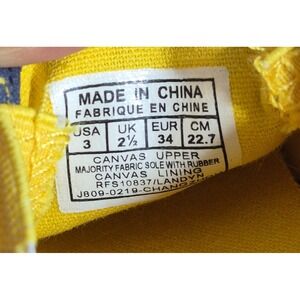 MADE IN CHINA
FABRIQUE EN CHINE
USA UK EUR CM
3 2½ 34 22.7
CANVAS UPPER
MAJORITY FABRIC SOLE WITH RUBBER
CANVAS LINING
RFS10837/LANDYN
J809-0219-CHANGZH